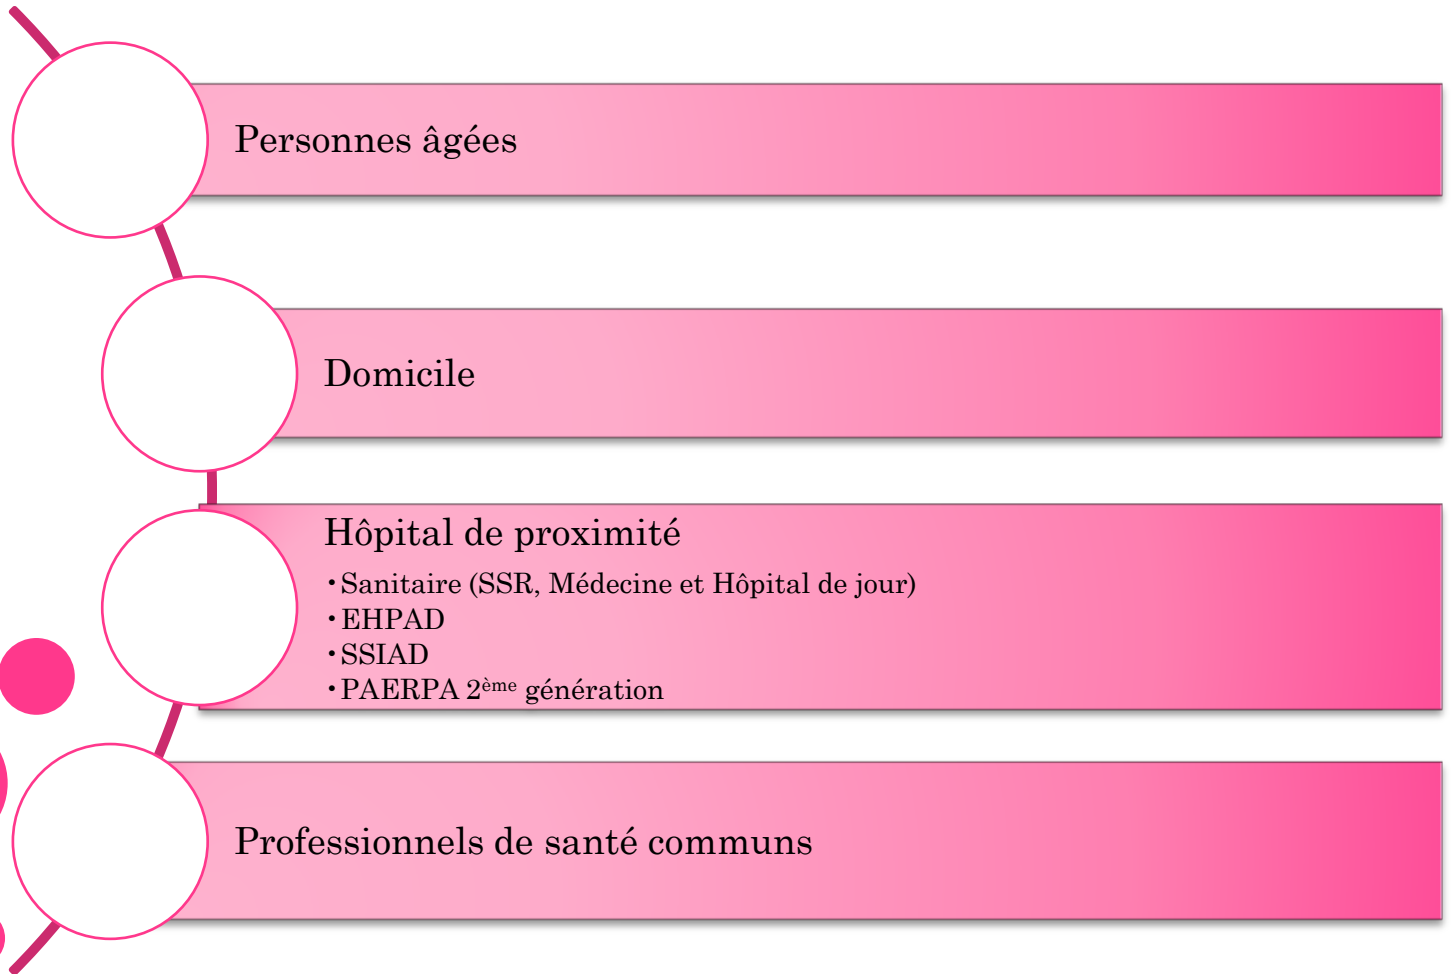 Personnes âgées
Domicile
Hôpital de proximité
•Sanitaire (SSR, Médecine et Hôpital de jour)
•EHPAD
•SSIAD
•PAERPA 2ème génération
Professionnels de santé communs